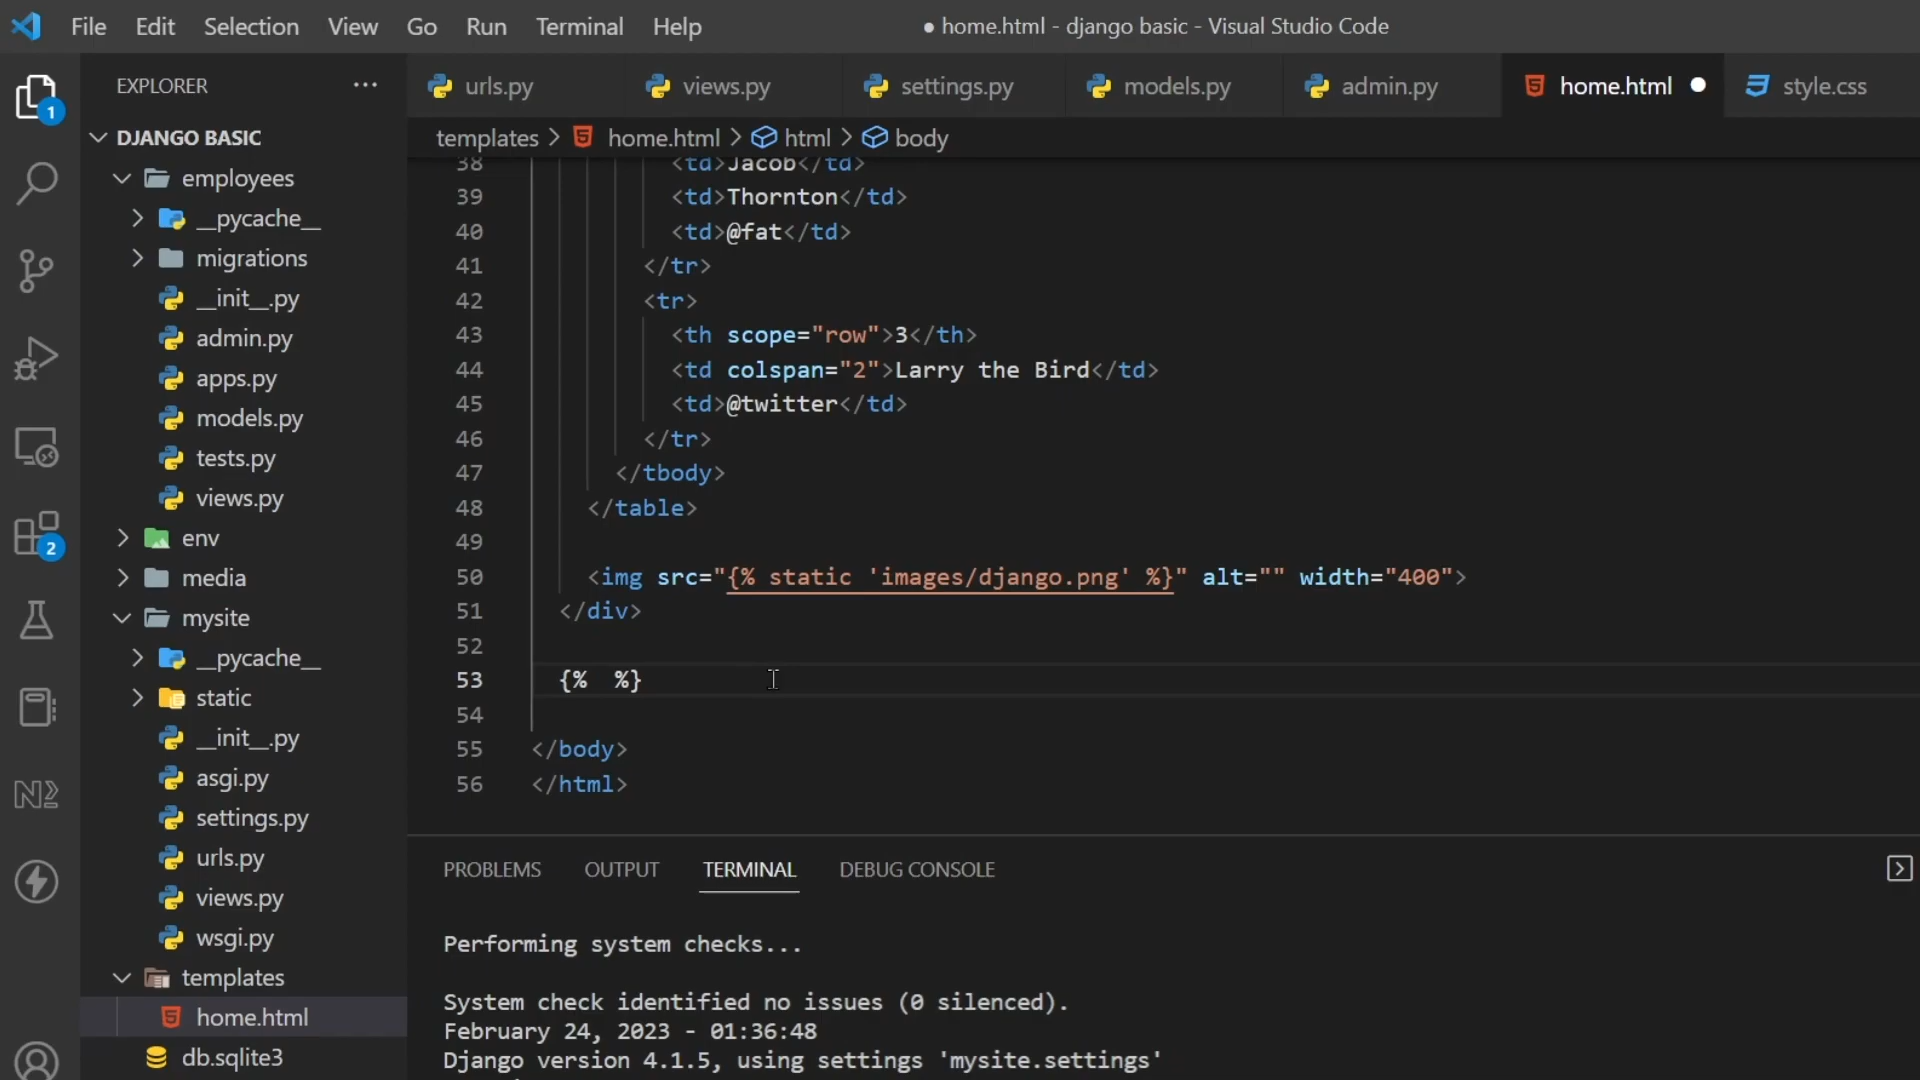 File Edit Selection View Go Run Terminal Help
● home.html - django basic - Visual Studio Code
EXPLORER ···
urls.py views.py settings.py models.py admin.py home.html ● style.css
templates > home.html > html > body
1
2
DJANGO BASIC
employees
__pycache__
migrations
__init__.py
admin.py
apps.py
models.py
tests.py
views.py
env
media
mysite
__pycache__
static
__init__.py
asgi.py
settings.py
urls.py
views.py
wsgi.py
templates
home.html
db.sqlite3
38 <td>Jacob</td>
39 <td>Thornton</td>
40 <td>@fat</td>
41 </tr>
42 <tr>
43 <th scope="row">3</th>
44 <td colspan="2">Larry the Bird</td>
45 <td>@twitter</td>
46 </tr>
47 </tbody>
48 </table>
49
50 <img src="{% static 'images/django.png' %}" alt="" width="400">
51 </div>
52
53 {%  %}
54
55 </body>
56 </html>
PROBLEMS OUTPUT TERMINAL DEBUG CONSOLE
Performing system checks...
System check identified no issues (0 silenced).
February 24, 2023 - 01:36:48
Django version 4.1.5, using settings 'mysite.settings'